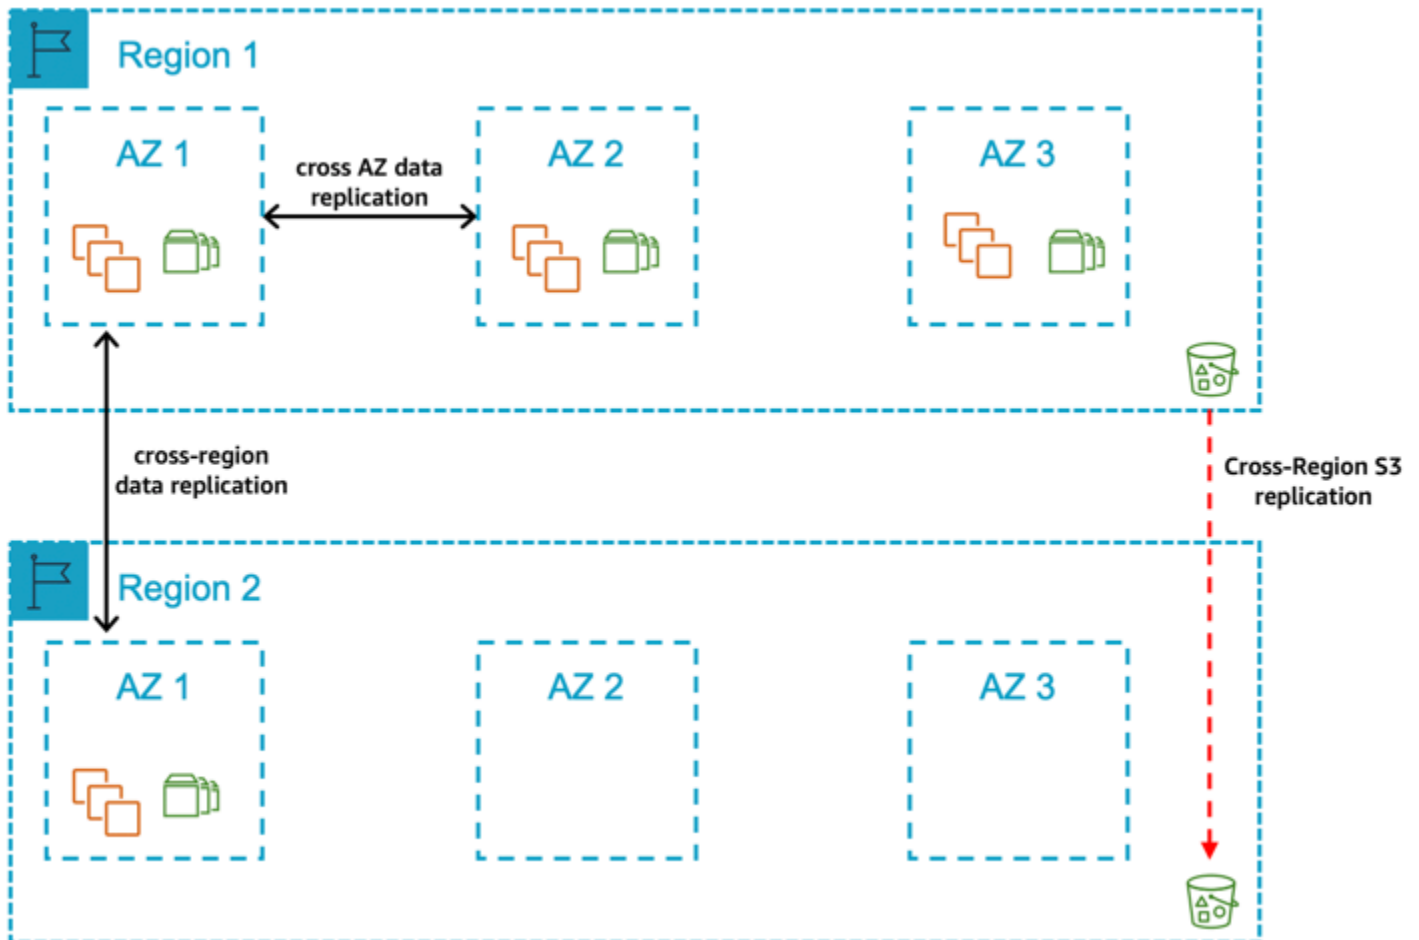 Region 1
AZ 1
cross AZ data
replication
AZ 2
AZ 3
cross-region
data replication
Cross-Region S3
replication
Region 2
AZ 1
AZ 2
AZ 3